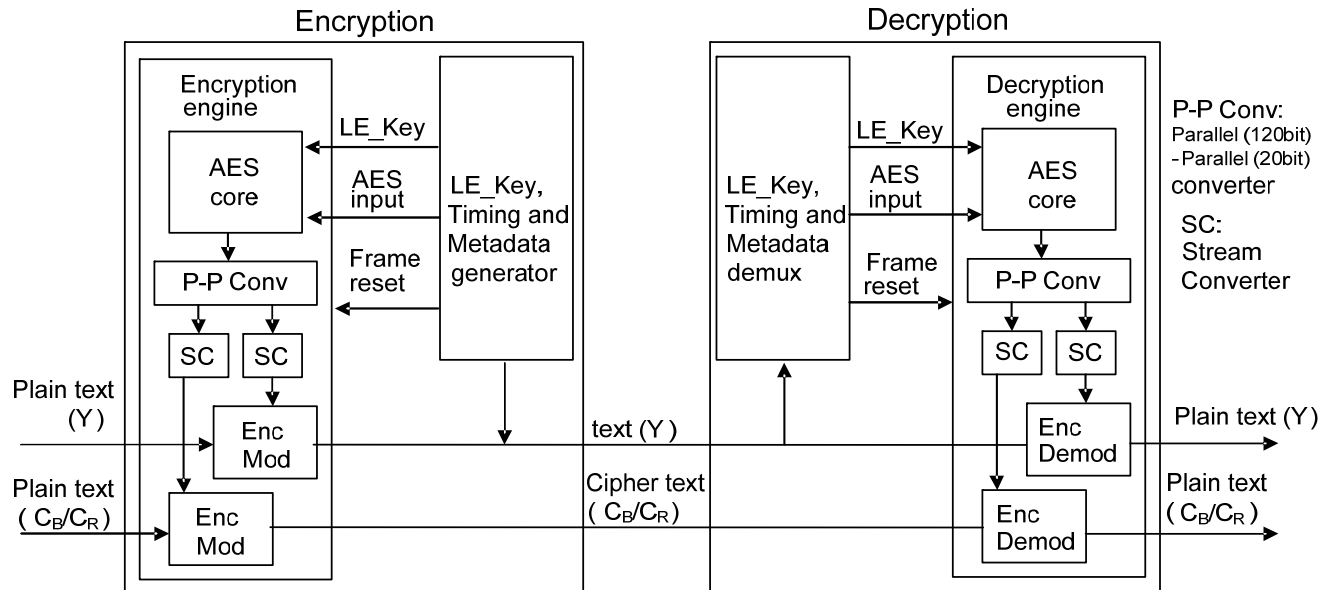 Encryption
Decryption
Encryption
engine
LE_Key
AES
core
AES
input
LE_Key,
Timing and
Metadata
generator
P-P Conv
Frame
reset
SC
SC
Plain text
(Y)
Enc
Mod
text (Y)
Plain text
( CB/CR)
Enc
Mod
Cipher text
( CB/CR)
LE_Key,
Timing and
Metadata
demux
LE_Key
AES
input
Frame
reset
Decryption
engine
AES
core
P-P Conv
SC
SC
Enc
Demod
Plain text (Y)
Enc
Demod
Plain text
(CB/CR)
P-P Conv:
Parallel (120bit)
-Parallel (20bit)
converter
SC:
Stream
Converter